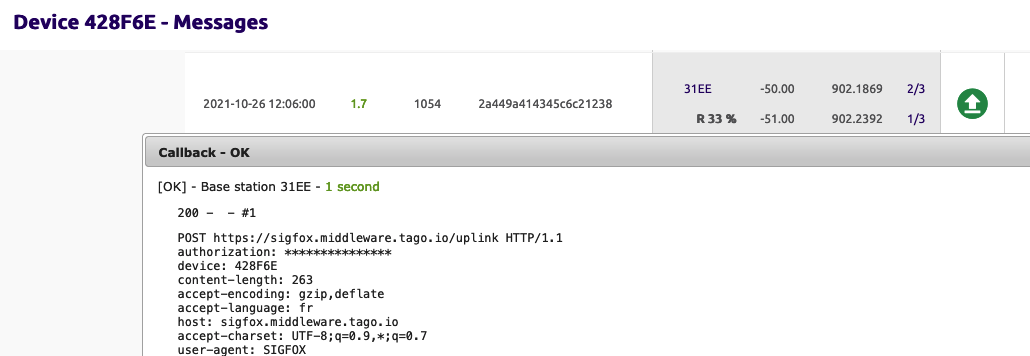 Device 428F6E - Messages
31EE -50.00 902.1869 2/3
2021-10-26 12:06:00 1.7 1054 2a449a414345c6c21238
R 33 % -51.00 902.2392 1/3
Callback - OK
[OK] - Base station 31EE - 1 second
200 - - #1
POST https://sigfox.middleware.tago.io/uplink HTTP/1.1
authorization: ***************
device: 428F6E
content-length: 263
accept-encoding: gzip,deflate
accept-language: fr
host: sigfox.middleware.tago.io
accept-charset: UTF-8;q=0.9,*;q=0.7
user-agent: SIGFOX